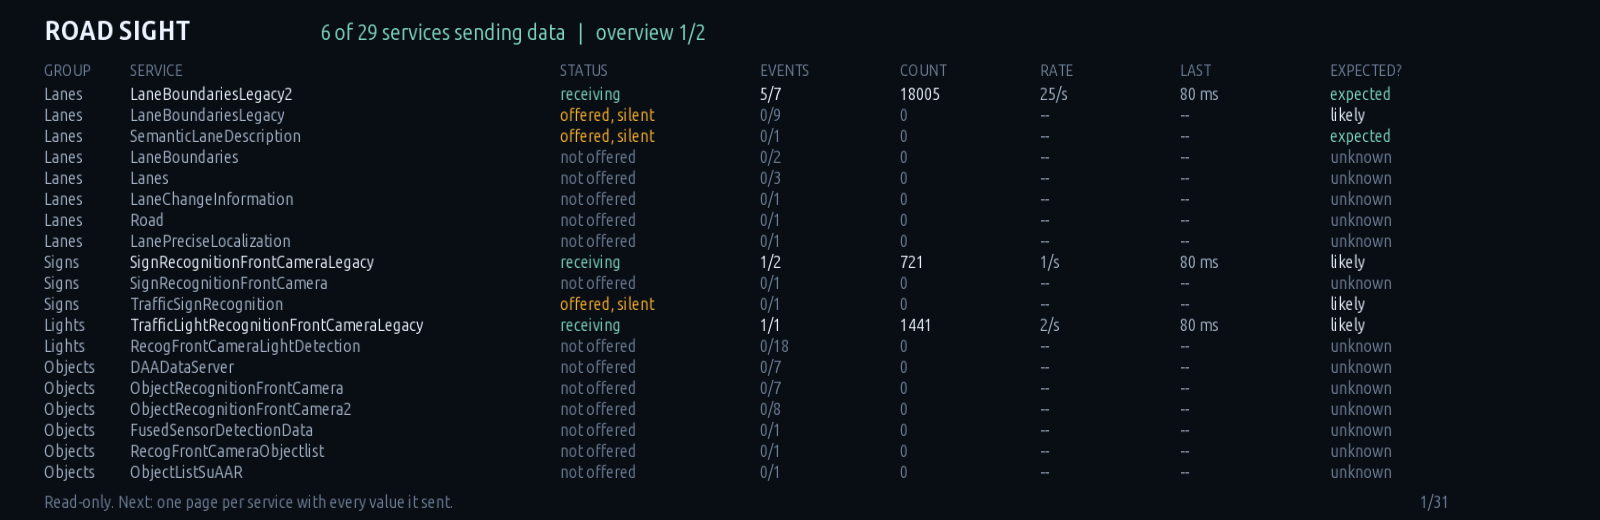 ROAD SIGHT 6 of 29 services sending data | overview 1/2
GROUP SERVICE STATUS EVENTS COUNT RATE LAST EXPECTED?
Lanes LaneBoundariesLegacy2 receiving 5/7 18005 25/s 80 ms expected
Lanes LaneBoundariesLegacy offered, silent 0/9 0 -- -- likely
Lanes SemanticLaneDescription offered, silent 0/1 0 -- -- expected
Lanes LaneBoundaries not offered 0/2 0 -- -- unknown
Lanes Lanes not offered 0/3 0 -- -- unknown
Lanes LaneChangeInformation not offered 0/1 0 -- -- unknown
Lanes Road not offered 0/1 0 -- -- unknown
Lanes LanePreciseLocalization not offered 0/1 0 -- -- unknown
Signs SignRecognitionFrontCameraLegacy receiving 1/2 721 1/s 80 ms likely
Signs SignRecognitionFrontCamera not offered 0/1 0 -- -- unknown
Signs TrafficSignRecognition offered, silent 0/1 0 -- -- likely
Lights TrafficLightRecognitionFrontCameraLegacy receiving 1/1 1441 2/s 80 ms likely
Lights RecogFrontCameraLightDetection not offered 0/18 0 -- -- unknown
Objects DAADataServer not offered 0/7 0 -- -- unknown
Objects ObjectRecognitionFrontCamera not offered 0/7 0 -- -- unknown
Objects ObjectRecognitionFrontCamera2 not offered 0/8 0 -- -- unknown
Objects FusedSensorDetectionData not offered 0/1 0 -- -- unknown
Objects RecogFrontCameraObjectlist not offered 0/1 0 -- -- unknown
Objects ObjectListSuAAR not offered 0/1 0 -- -- unknown
Read-only. Next: one page per service with every value it sent. 1/31